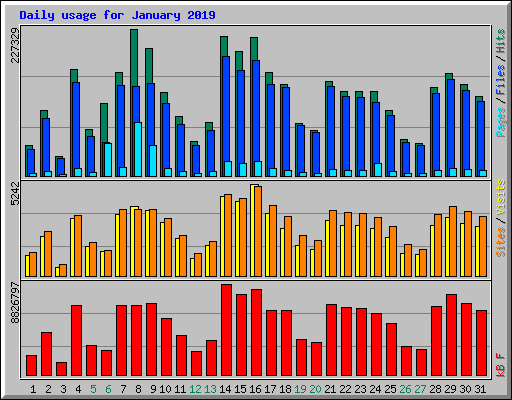 Daily usage for January 2019
227329
Pages / Files / Hits
5242
Sites / Visits
8826797
kB F
1 2 3 4 5 6 7 8 9 10 11 12 13 14 15 16 17 18 19 20 21 22 23 24 25 26 27 28 29 30 31